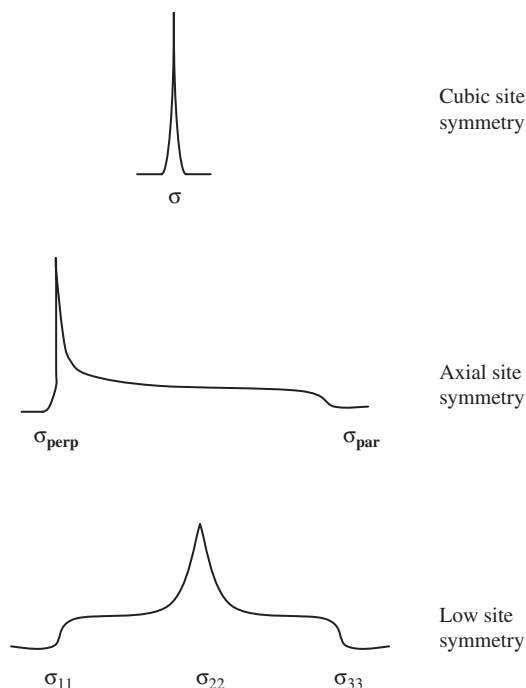 Cubic site
symmetry
σ
Axial site
symmetry
σperp
σpar
Low site
symmetry
σ11
σ22
σ33